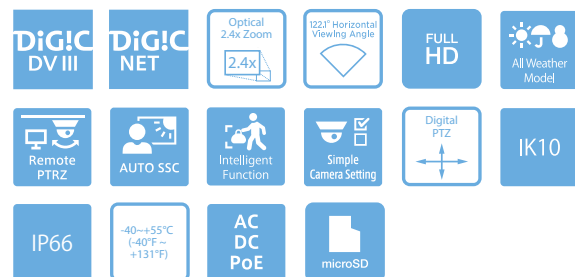 DiG!C
DV III
DiG!C
NET
Optical
2.4x Zoom
2.4x
122.1° Horizontal
Viewing Angle
FULL
HD
All Weather
Model
Remote
PTRZ
AUTO SSC
Intelligent
Function
Simple
Camera Setting
Digital
PTZ
IK10
IP66
-40~+55°C
(-40°F ~
+131°F)
AC
DC
PoE
microSD